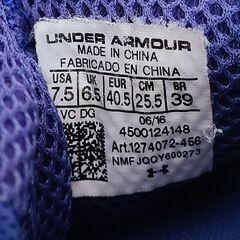 UNDER ARMOUR
MADE IN CHINA
FABRICADO EN CHINA
USA UK EUR CM BR
7.5 6.5 40.5 25.5 39
VC DG 06/16
4500124148
Art.1274072-456
NMFJQQY600273